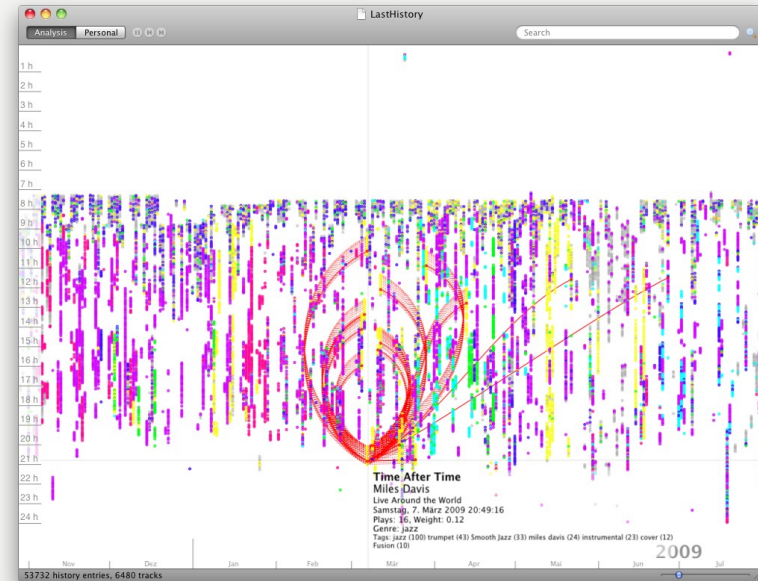 LastHistory
Analysis Personal Search
1 h
2 h
3 h
4 h
5 h
6 h
7 h
8 h
9 h
10 h
11 h
12 h
13 h
14 h
15 h
16 h
17 h
18 h
19 h
20 h
21 h
22 h
23 h
24 h
Time After Time
Miles Davis
Live Around the World
Samstag, 7. März 2009 20:49:16
Plays: 16, Weight: 0.12
Genre: jazz
Tags: jazz (100) trumpet (43) Smooth Jazz (33) miles davis (24) instrumental (23) cover (12)
Fusion (10)
2009
Nov Dez Jan Feb Mär Apr Mai Jun Jul
53732 history entries, 6480 tracks